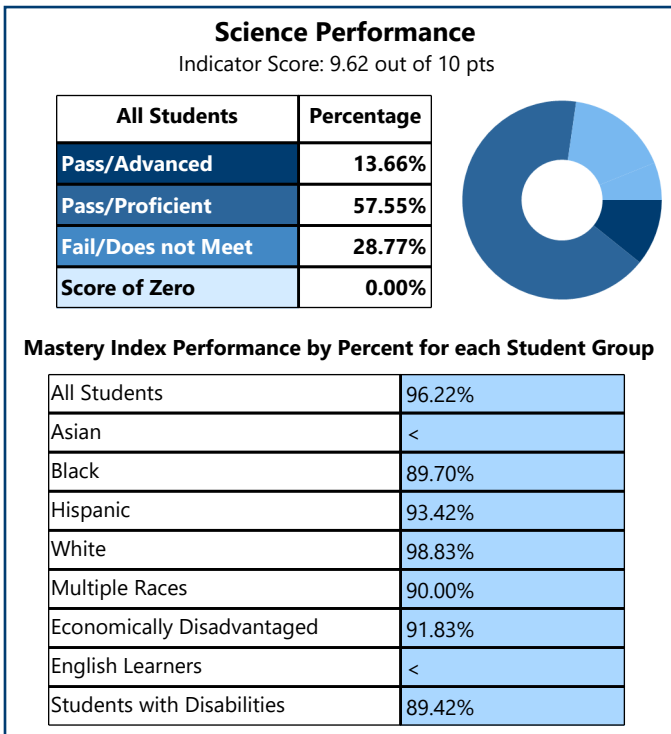 Science Performance
Indicator Score: 9.62 out of 10 pts
All Students Percentage
Pass/Advanced 13.66%
Pass/Proficient 57.55%
Fail/Does not Meet 28.77%
Score of Zero 0.00%
Mastery Index Performance by Percent for each Student Group
All Students 96.22%
Asian <
Black 89.70%
Hispanic 93.42%
White 98.83%
Multiple Races 90.00%
Economically Disadvantaged 91.83%
English Learners <
Students with Disabilities 89.42%